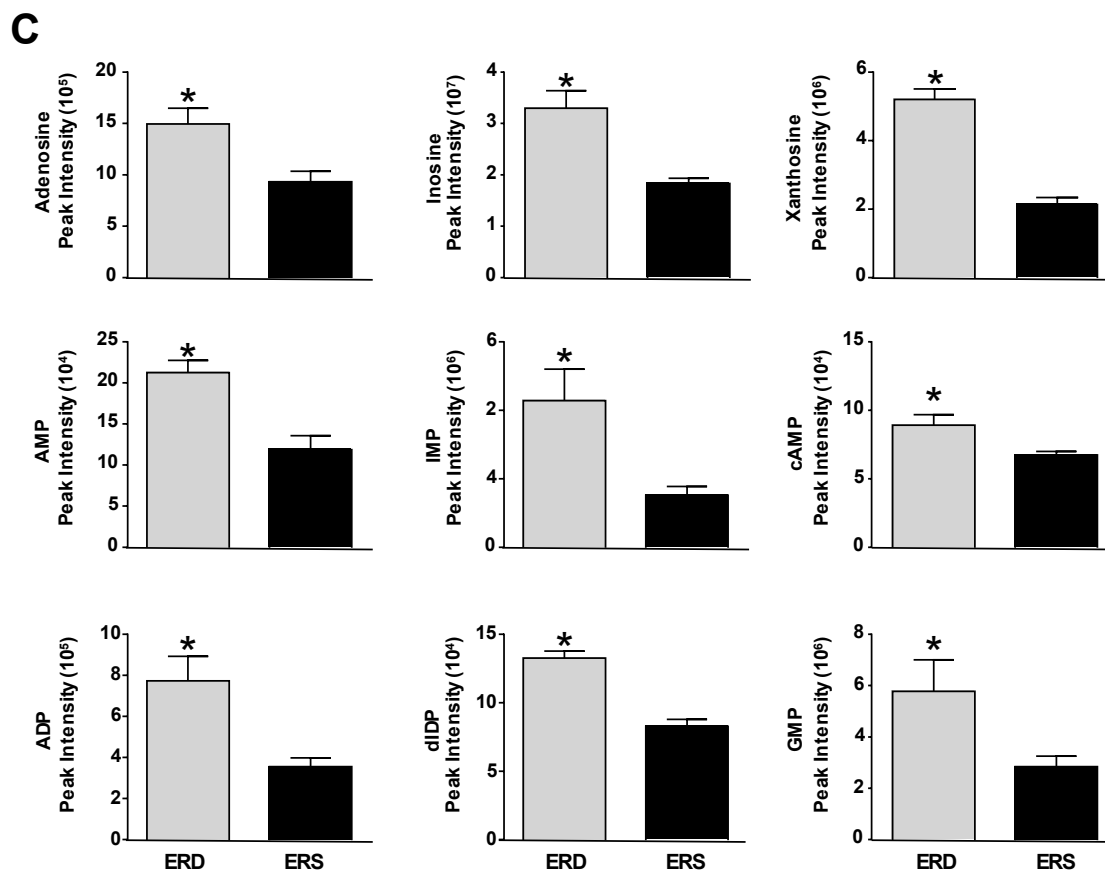 C
Adenosine
Peak Intensity (10⁵)
20
15
10
5
0
*
Inosine
Peak Intensity (10⁷)
4
3
2
1
0
*
Xanthosine
Peak Intensity (10⁶)
6
4
2
0
*
AMP
Peak Intensity (10⁴)
25
20
15
10
5
0
*
IMP
Peak Intensity (10⁶)
6
2
4
0
*
cAMP
Peak Intensity (10⁴)
15
10
5
0
*
ADP
Peak Intensity (10⁵)
10
8
6
4
2
0
*
ERD ERS
dIDP
Peak Intensity (10⁴)
15
10
5
0
*
ERD ERS
GMP
Peak Intensity (10⁶)
8
6
4
2
0
*
ERD ERS